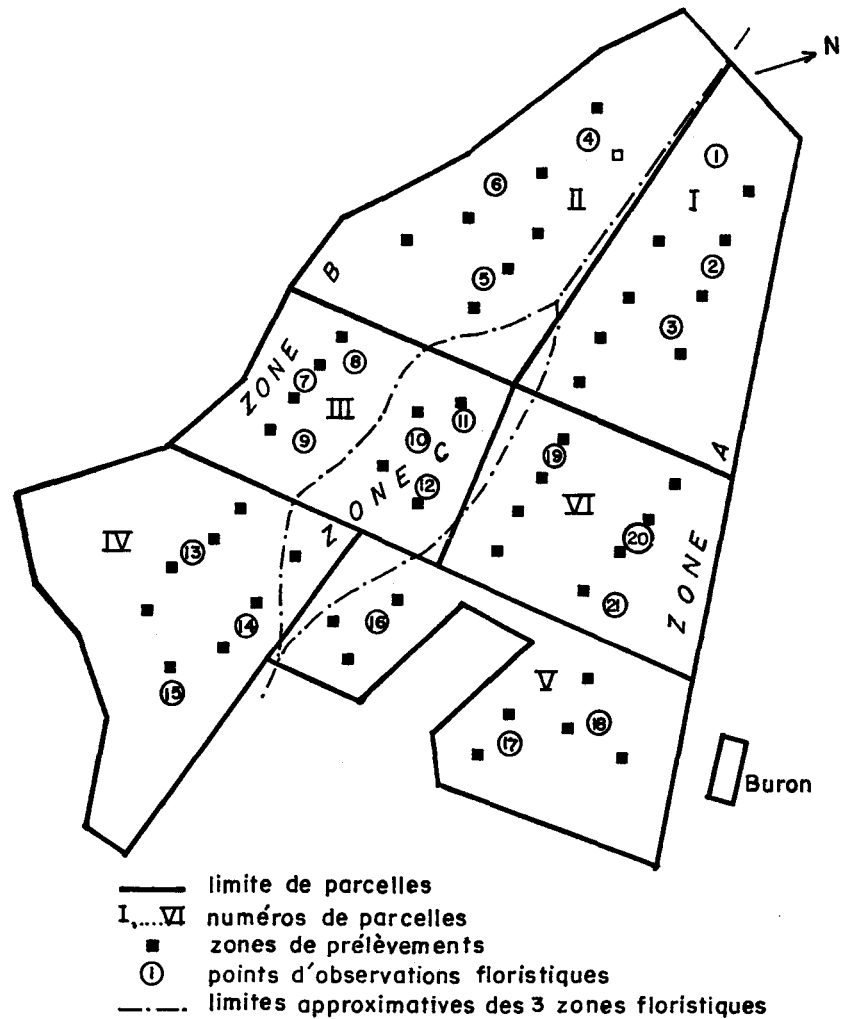 N
1
4
I
6
II
2
B
5
3
ZONE
8
7
III
11
9
10
A
19
ZONE C
12
VI
IV
20
13
ZONE
21
14
16
V
15
17
18
Buron
limite de parcelles
I,....VI numéros de parcelles
zones de prélèvements
1 points d'observations floristiques
limites approximatives des 3 zones floristiques